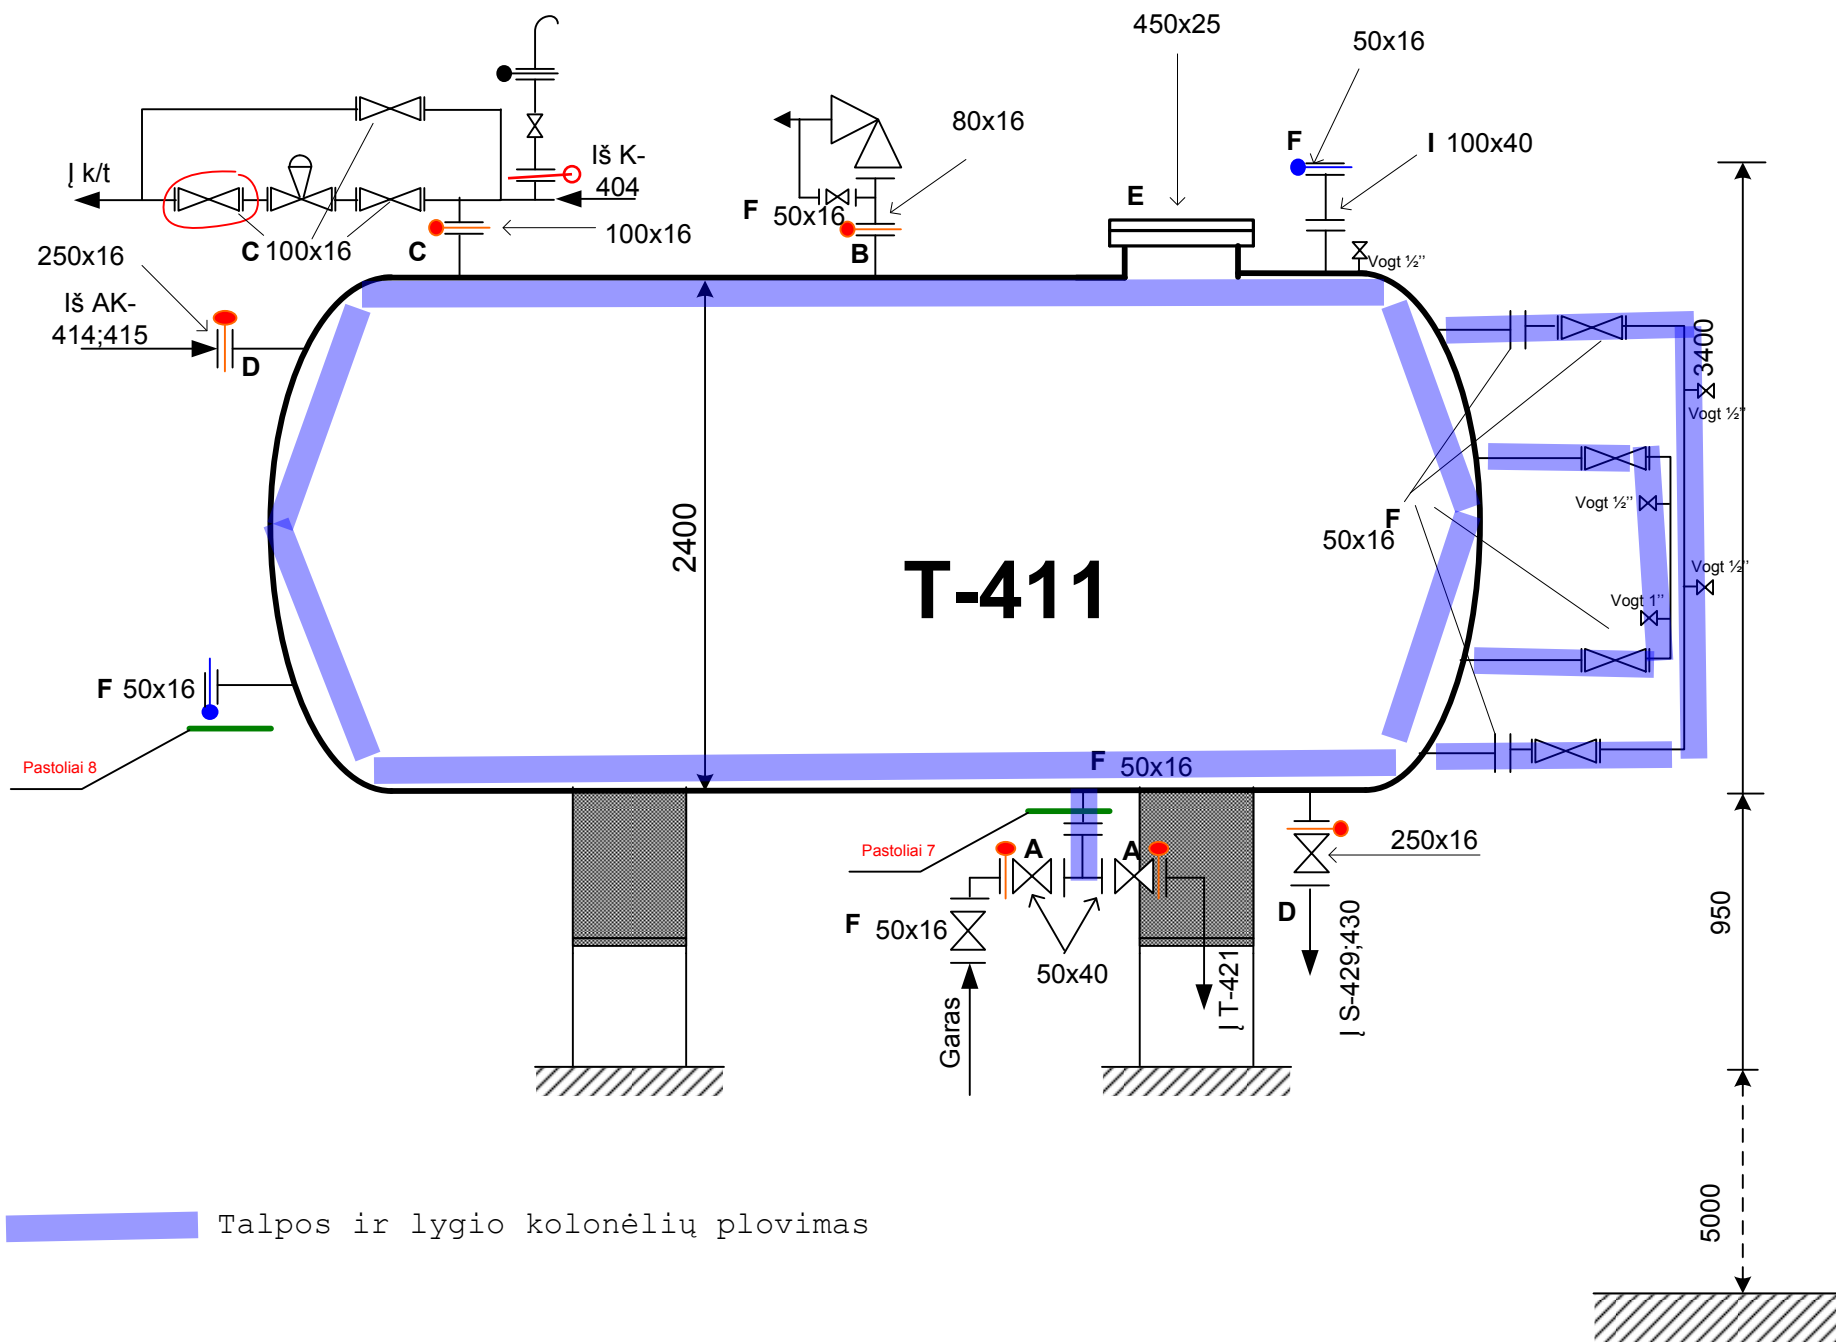 450x25
50x16
80x16
F
I 100x40
Į k/t
Iš K-
404
E
F 50x16
C 100x16
C
100x16
B
250x16
Vogt ½"
Iš AK-
414;415
D
3400
Vogt ½"
2400
Vogt ½"
F
50x16
T-411
Vogt ½"
Vogt 1"
F 50x16
Pastoliai 8
F 50x16
Pastoliai 7
A
A
250x16
F 50x16
D
950
50x40
Į T-421
Į S-429;430
Garas
5000
Talpos ir lygio kolonėlių plovimas